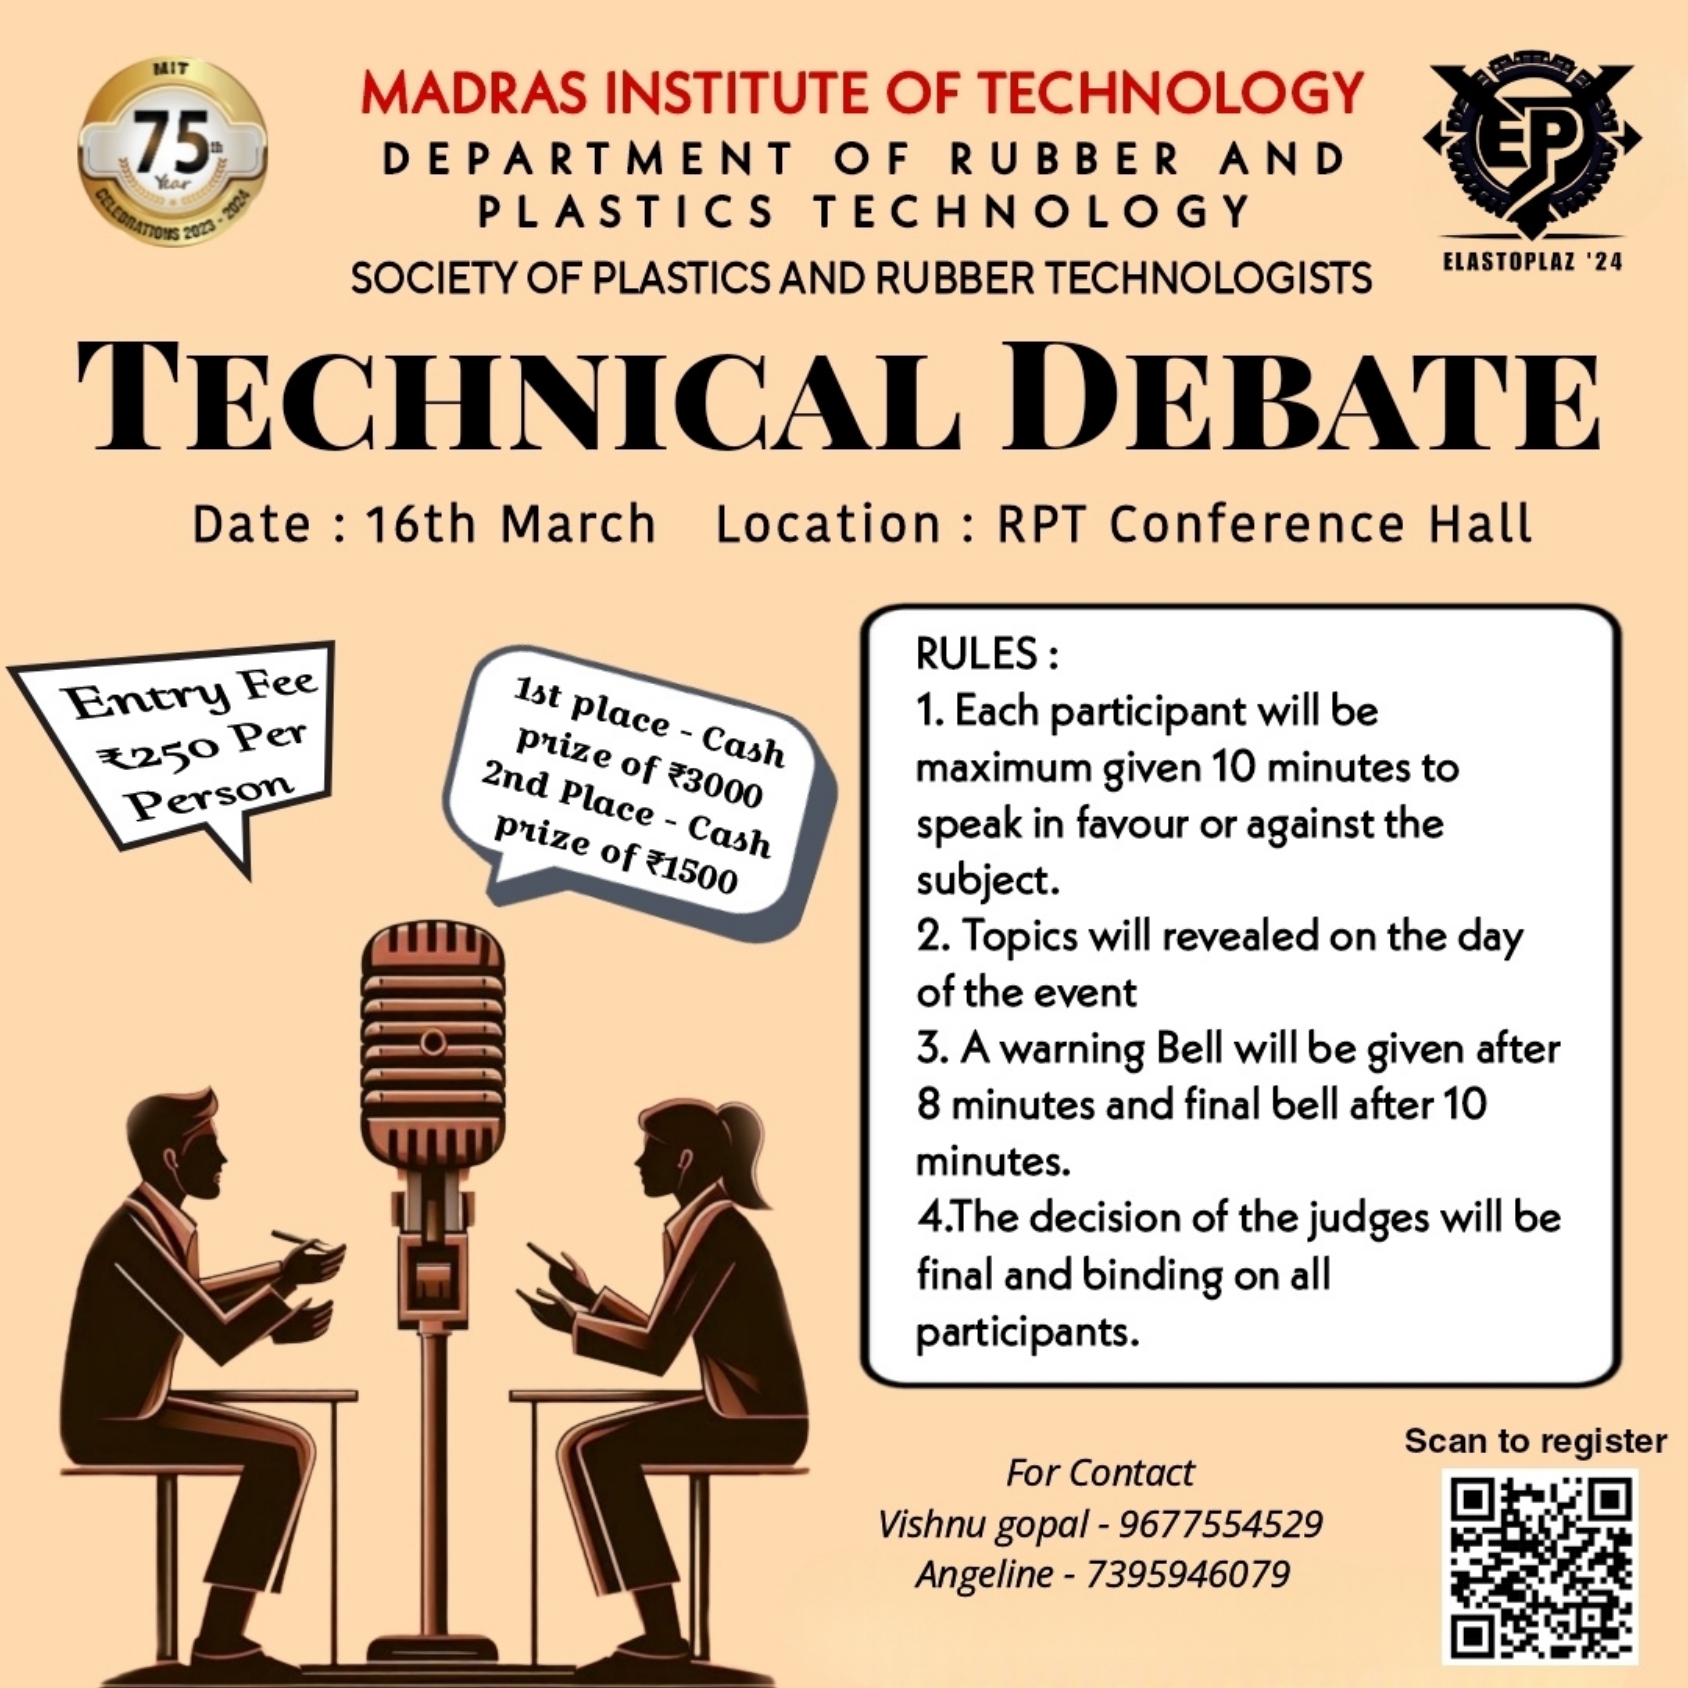 MIT
75th
Year
CELEBRATIONS 2023 - 2024
MADRAS INSTITUTE OF TECHNOLOGY
DEPARTMENT OF RUBBER AND
PLASTICS TECHNOLOGY
SOCIETY OF PLASTICS AND RUBBER TECHNOLOGISTS
EP
ELASTOPLAZ '24
TECHNICAL DEBATE
Date : 16th March Location : RPT Conference Hall
Entry Fee
₹250 Per
Person
1st place - Cash
prize of ₹3000
2nd Place - Cash
prize of ₹1500
RULES :
1. Each participant will be
maximum given 10 minutes to
speak in favour or against the
subject.
2. Topics will revealed on the day
of the event
3. A warning Bell will be given after
8 minutes and final bell after 10
minutes.
4.The decision of the judges will be
final and binding on all
participants.
For Contact
Vishnu gopal - 9677554529
Angeline - 7395946079
Scan to register